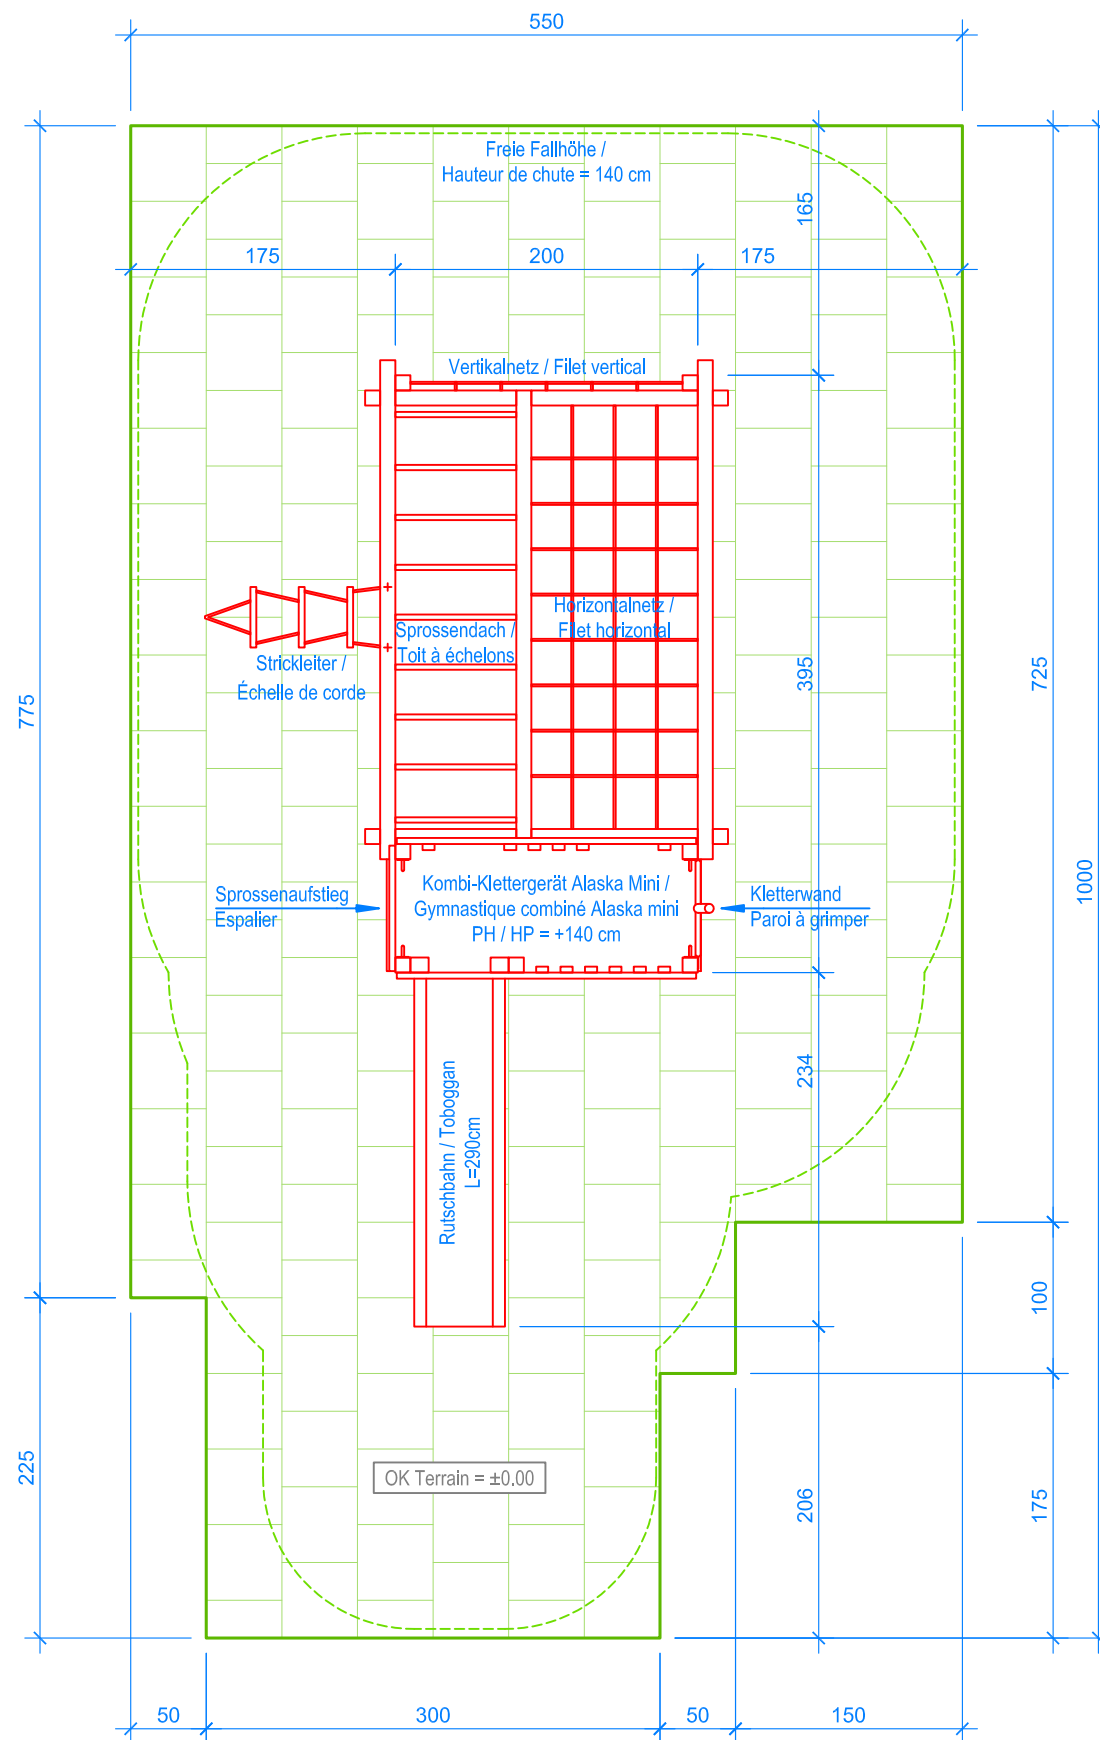 550
Freie Fallhöhe /
Hauteur de chute = 140 cm
165
175
200
175
Vertikalnetz / Filet vertical
Horizontalnetz /
Filet horizontal
Sprossendach /
Toit à échelons
Strickleiter /
Échelle de corde
395
725
775
1000
Sprossenaufstieg
Espalier
Kombi-Klettergerät Alaska Mini /
Gymnastique combiné Alaska mini
PH / HP = +140 cm
Kletterwand
Paroi à grimper
234
Rutschbahn / Toboggan
L=290cm
100
225
OK Terrain = ±0.00
206
175
50
300
50
150